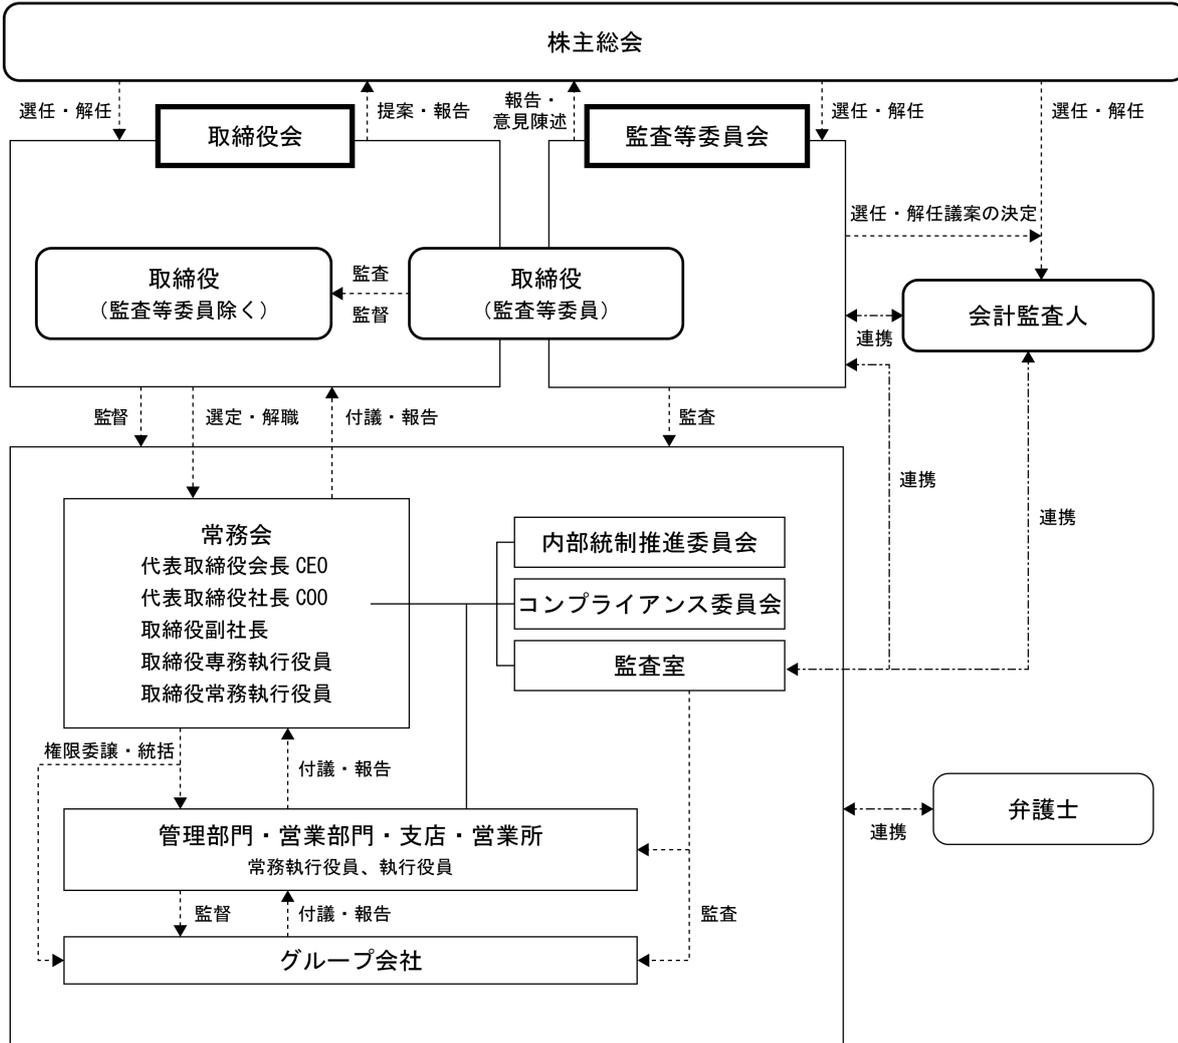 株主総会
選任・解任
提案・報告
報告・
意見陳述
選任・解任
選任・解任
取締役会
監査等委員会
選任・解任議案の決定
取締役
（監査等委員除く）
監査
監督
取締役
（監査等委員）
会計監査人
連携
監督
選定・解職
付議・報告
監査
連携
連携
常務会
代表取締役会長 CEO
代表取締役社長 COO
取締役副社長
取締役専務執行役員
取締役常務執行役員
内部統制推進委員会
コンプライアンス委員会
監査室
権限委譲・統括
付議・報告
管理部門・営業部門・支店・営業所
常務執行役員、執行役員
弁護士
連携
監督
付議・報告
監査
グループ会社